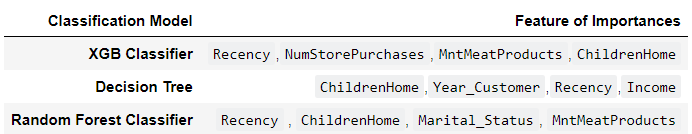 Classification Model Feature of Importances
XGB Classifier Recency , NumStorePurchases , MntMeatProducts , ChildrenHome
Decision Tree ChildrenHome , Year_Customer , Recency , Income
Random Forest Classifier Recency , ChildrenHome , Marital_Status , MntMeatProducts